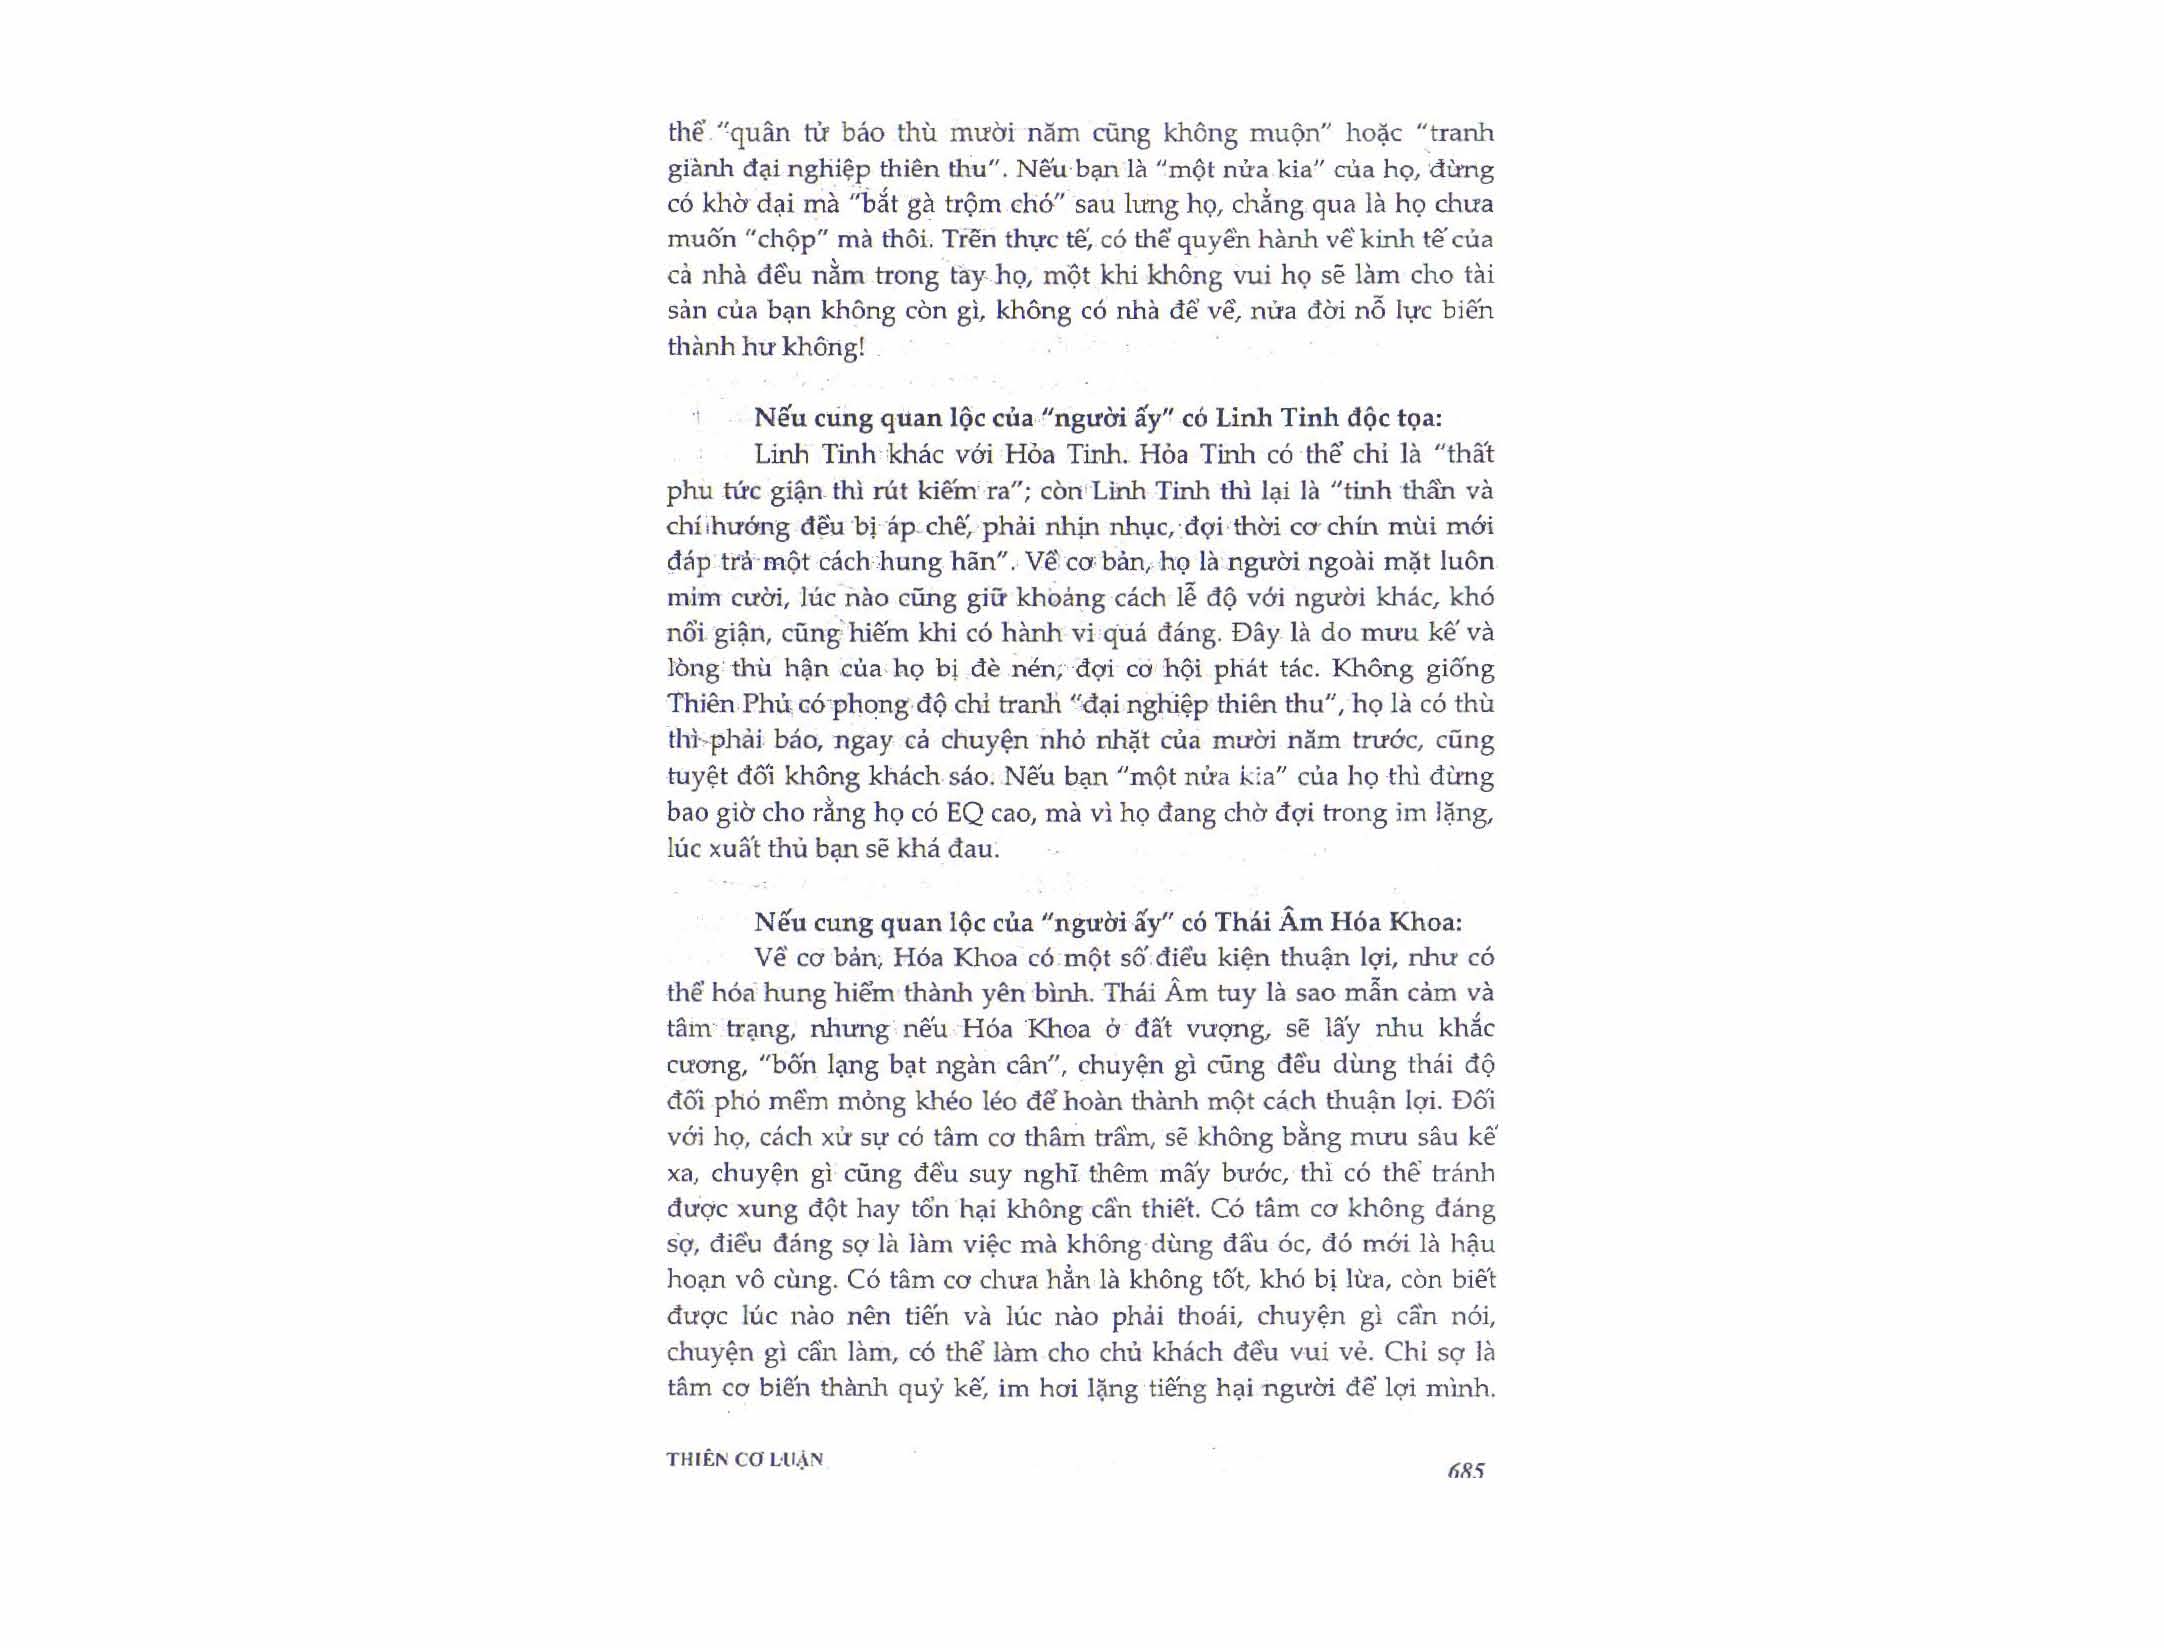 thể "quân tử báo thù mười năm cũng không muộn" hoặc "tranh
giành đại nghiệp thiên thu". Nếu bạn là "một nửa kia" của họ, đừng
có khờ dại mà "bắt gà trộm chó" sau lưng họ, chẳng qua là họ chưa
muốn "chộp" mà thôi. Trên thực tế, có thể quyền hành về kinh tế của
cả nhà đều nằm trong tay họ, một khi không vui họ sẽ làm cho tài
sản của bạn không còn gì, không có nhà để về, nửa đời nỗ lực biến
thành hư không!
Nếu cung quan lộc của "người ấy" có Linh Tinh độc tọa:
Linh Tinh khác với Hỏa Tinh. Hỏa Tinh có thể chỉ là "thất
phu tức giận thì rút kiếm ra"; còn Linh Tinh thì lại là "tinh thần và
chí hướng đều bị áp chế, phải nhịn nhục, đợi thời cơ chín mùi mới
đáp trả một cách hung hãn". Về cơ bản, họ là người ngoài mặt luôn
mỉm cười, lúc nào cũng giữ khoảng cách lễ độ với người khác, khó
nổi giận, cũng hiếm khi có hành vi quá đáng. Đây là do mưu kế và
lòng thù hận của họ bị đè nén, đợi cơ hội phát tác. Không giống
Thiên Phủ có phong độ chỉ tranh "đại nghiệp thiên thu", họ là có thù
thì phải báo, ngay cả chuyện nhỏ nhặt của mười năm trước, cũng
tuyệt đối không khách sáo. Nếu bạn "một nửa kia" của họ thì đừng
bao giờ cho rằng họ có EQ cao, mà vì họ đang chờ đợi trong im lặng,
lúc xuất thủ bạn sẽ khá đau.
Nếu cung quan lộc của "người ấy" có Thái Âm Hóa Khoa:
Về cơ bản, Hóa Khoa có một số điều kiện thuận lợi, như có
thể hóa hung hiểm thành yên bình. Thái Âm tuy là sao mẫn cảm và
tâm trạng, nhưng nếu Hóa Khoa ở đất vượng, sẽ lấy nhu khắc
cương, "bốn lạng bạt ngàn cân", chuyện gì cũng đều dùng thái độ
đối phó mềm mỏng khéo léo để hoàn thành một cách thuận lợi. Đối
với họ, cách xử sự có tâm cơ thâm trầm, sẽ không bằng mưu sâu kế
xa, chuyện gì cũng đều suy nghĩ thêm mấy bước, thì có thể tránh
được xung đột hay tổn hại không cần thiết. Có tâm cơ không đáng
sợ, điều đáng sợ là làm việc mà không dùng đầu óc, đó mới là hậu
hoạn vô cùng. Có tâm cơ chưa hẳn là không tốt, khó bị lừa, còn biết
được lúc nào nên tiến và lúc nào phải thoái, chuyện gì cần nói,
chuyện gì cần làm, có thể làm cho chủ khách đều vui vẻ. Chỉ sợ là
tâm cơ biến thành quỷ kế, im hơi lặng tiếng hại người để lợi mình.
THIÊN CƠ LUẬN
685